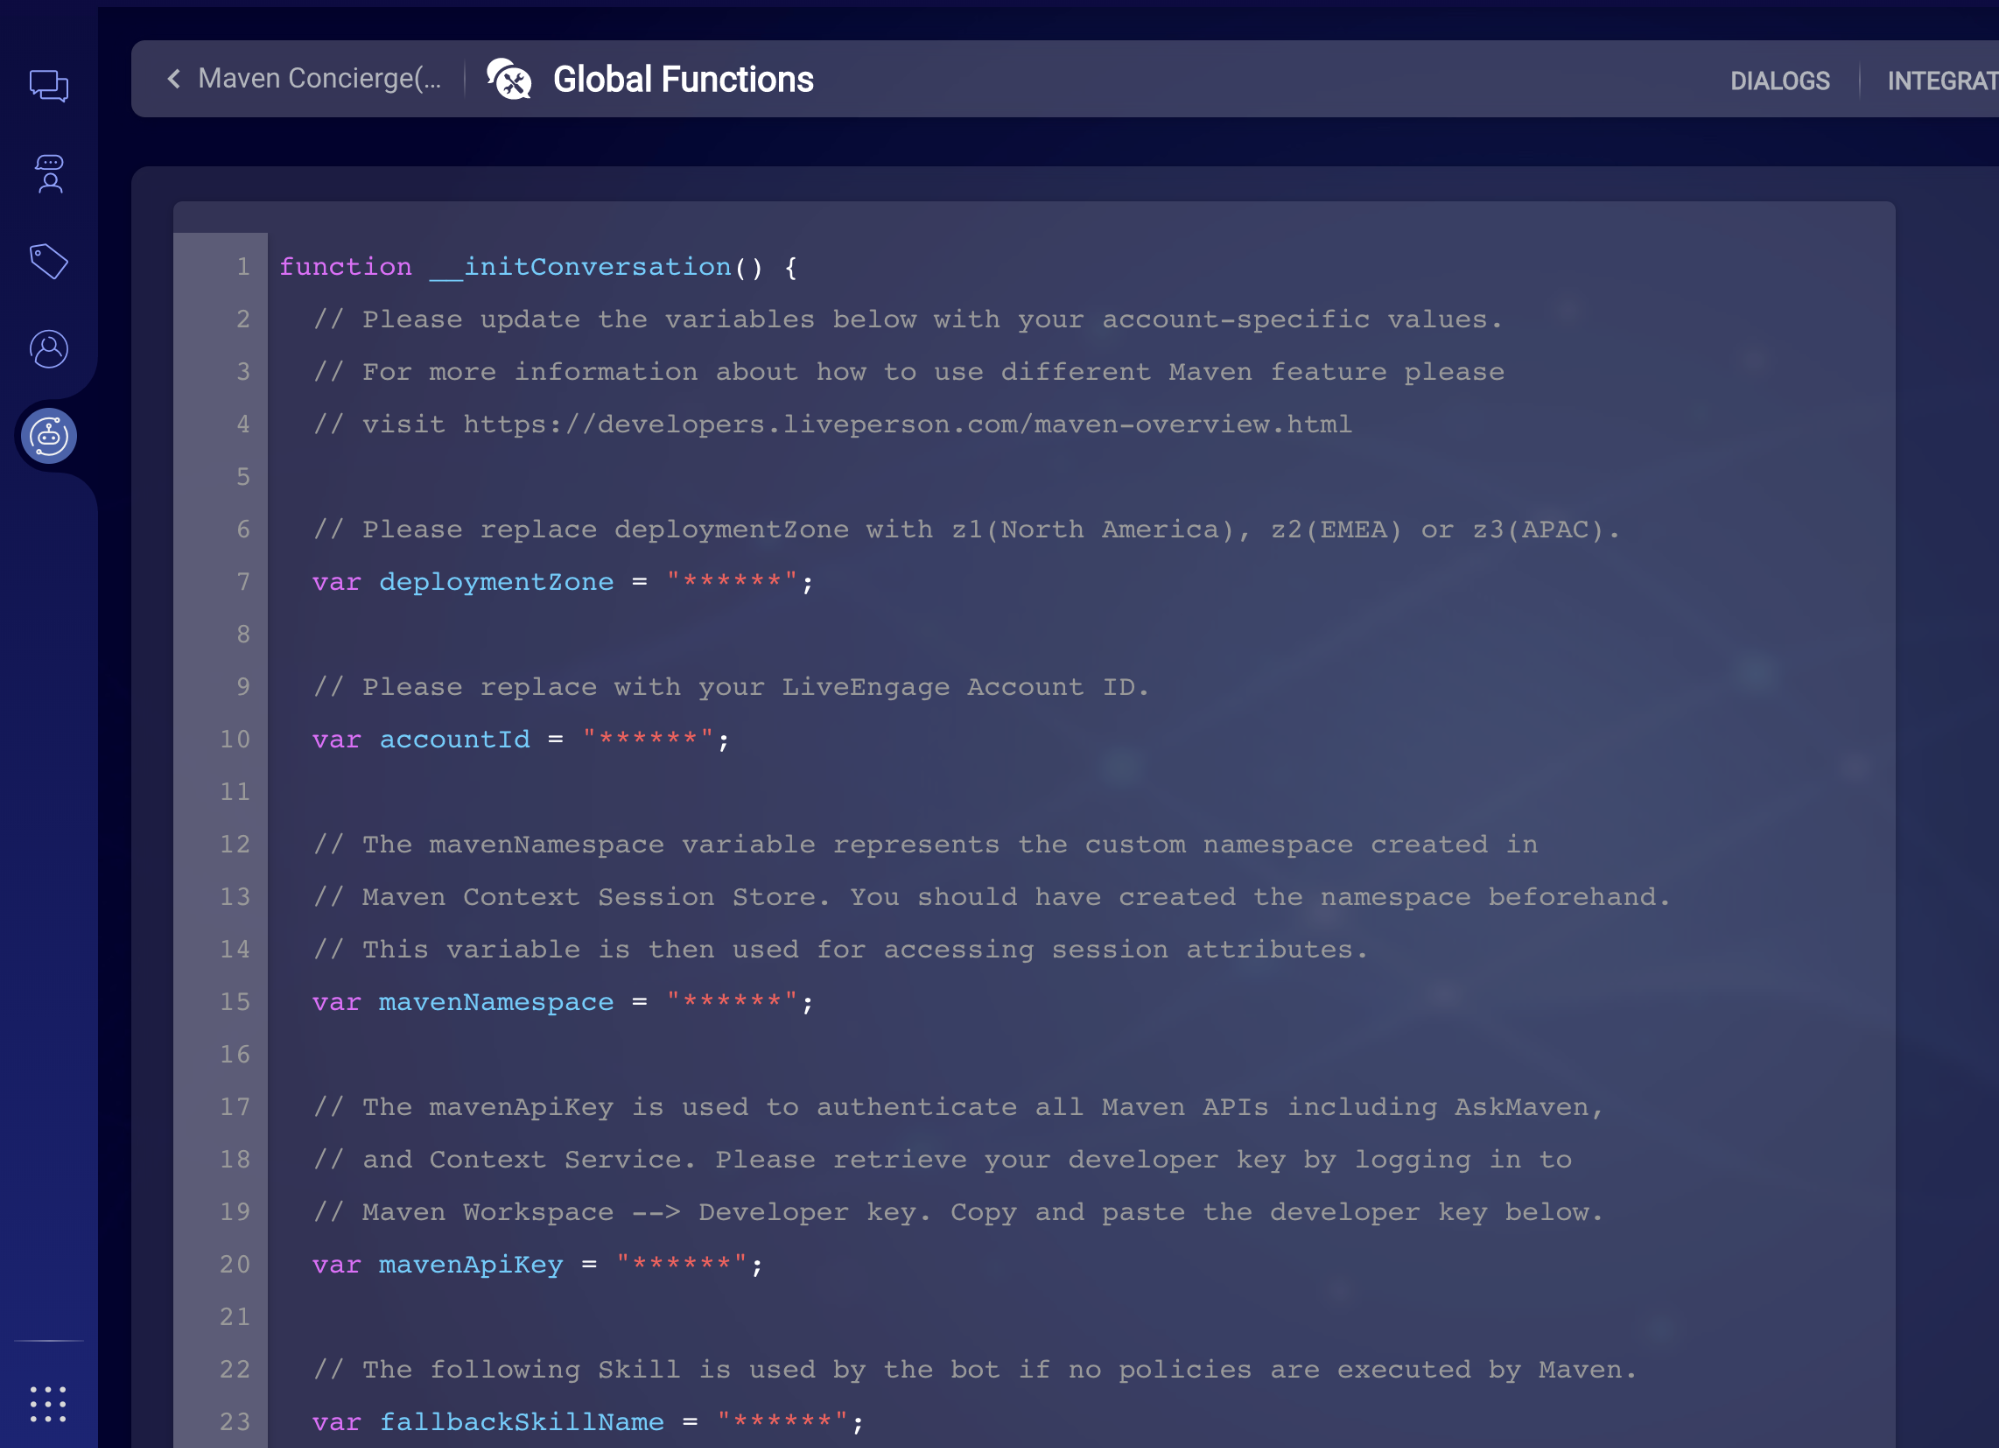 Maven Concierge(...
Global Functions
DIALOGS
INTEGRAT
1 function __initConversation() {
2 // Please update the variables below with your account-specific values.
3 // For more information about how to use different Maven feature please
4 // visit https://developers.liveperson.com/maven-overview.html
5
6 // Please replace deploymentZone with z1(North America), z2(EMEA) or z3(APAC).
7 var deploymentZone = "******";
8
9 // Please replace with your LiveEngage Account ID.
10 var accountId = "******";
11
12 // The mavenNamespace variable represents the custom namespace created in
13 // Maven Context Session Store. You should have created the namespace beforehand.
14 // This variable is then used for accessing session attributes.
15 var mavenNamespace = "******";
16
17 // The mavenApiKey is used to authenticate all Maven APIs including AskMaven,
18 // and Context Service. Please retrieve your developer key by logging in to
19 // Maven Workspace --> Developer key. Copy and paste the developer key below.
20 var mavenApiKey = "******";
21
22 // The following Skill is used by the bot if no policies are executed by Maven.
23 var fallbackSkillName = "******";